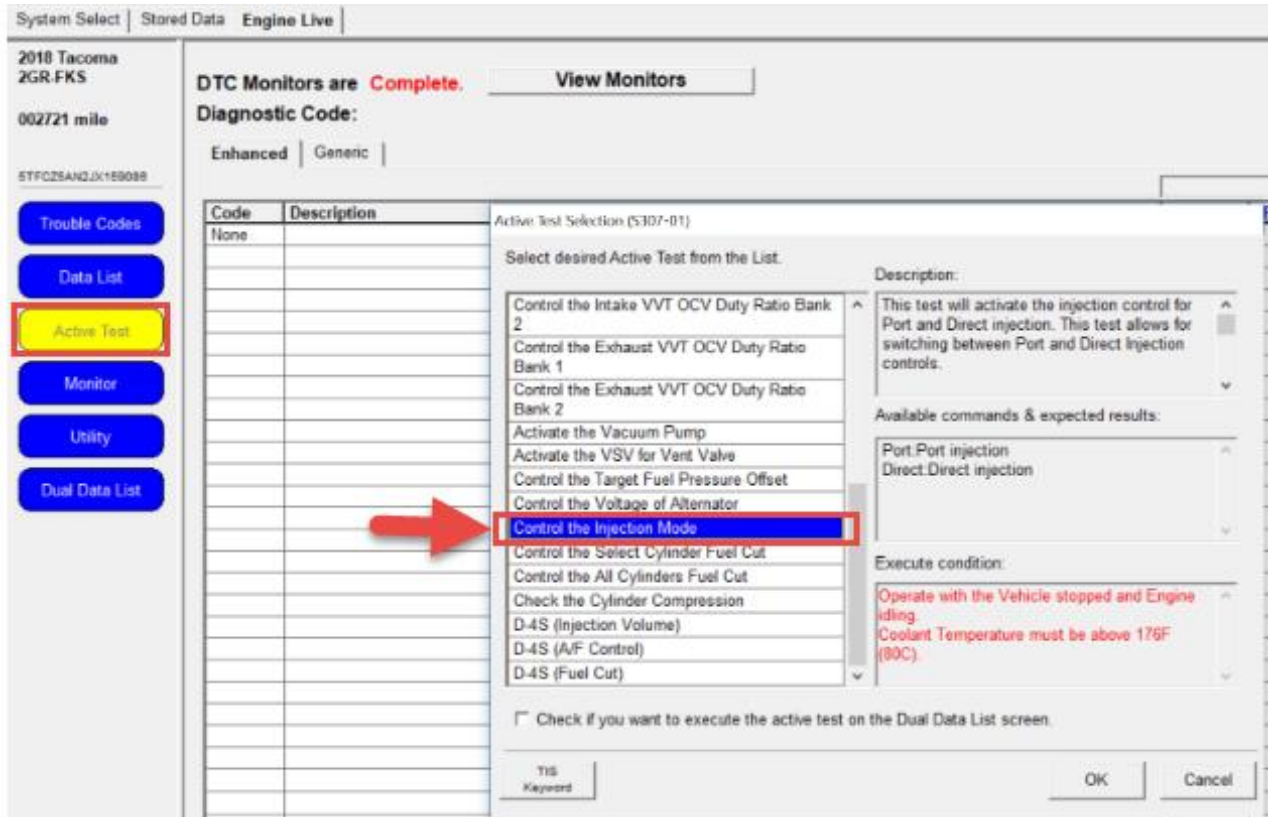 System Select | Stored Data Engine Live |
2018 Tacoma
2GR-FKS
002721 mile
DTC Monitors are Complete.
View Monitors
Diagnostic Code:
Enhanced | Generic |
Trouble Codes
Data List
Active Test
Monitor
Utility
Dual Data List
Code Description
None
Active Test Selection (S307-01)
Select desired Active Test from the List.
Control the Intake VVT OCV Duty Ratio Bank
2
Control the Exhaust VVT OCV Duty Ratio
Bank 1
Control the Exhaust VVT OCV Duty Ratio
Bank 2
Activate the Vacuum Pump
Activate the VSV for Vent Valve
Control the Target Fuel Pressure Offset
Control the Voltage of Alternator
Control the Injection Mode
Control the Select Cylinder Fuel Cut
Control the All Cylinders Fuel Cut
Check the Cylinder Compression
D-4S (Injection Volume)
D-4S (A/F Control)
D-4S (Fuel Cut)
Description:
This test will activate the injection control for
Port and Direct injection. This test allows for
switching between Port and Direct Injection
controls.
Available commands & expected results:
Port:Port injection
Direct:Direct injection
Execute condition:
Operate with the Vehicle stopped and Engine
idling.
Coolant Temperature must be above 176F
(80C).
Check if you want to execute the active test on the Dual Data List screen.
TIS
Keyword
OK
Cancel